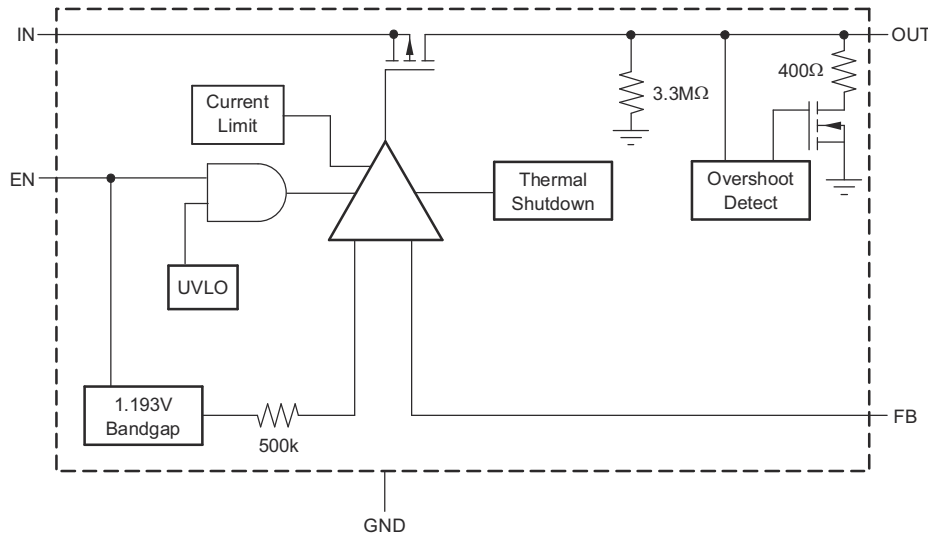 IN
OUT
400Ω
3.3MΩ
Current
Limit
EN
Thermal
Shutdown
Overshoot
Detect
UVLO
1.193V
Bandgap
500k
FB
GND